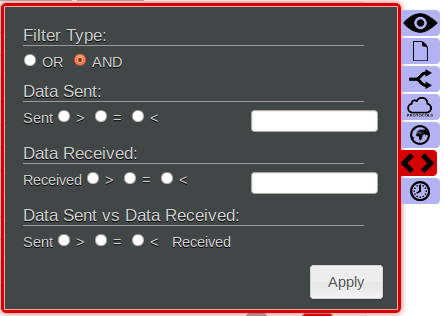 Filter Type:
OR AND
Data Sent:
Sent > = <
Data Received:
Received > = <
Data Sent vs Data Received:
Sent > = < Received
Apply
PROTOCOLS